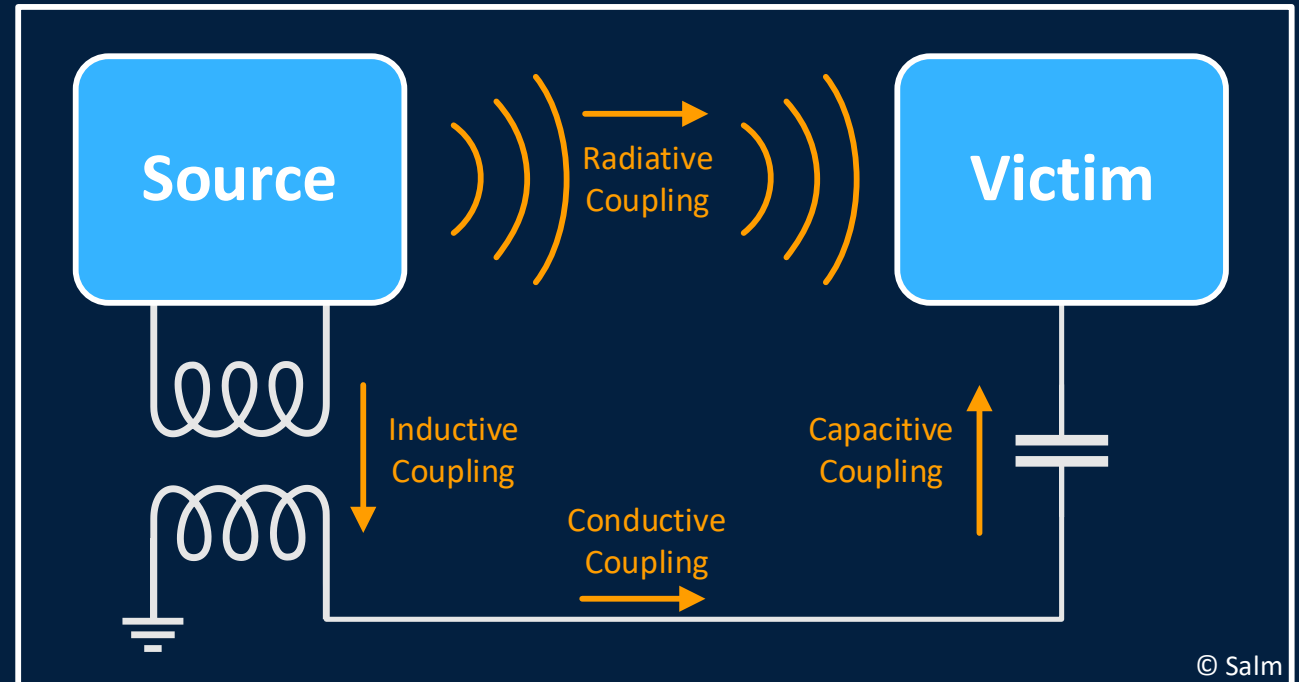 Source
Radiative
Coupling
Victim
Inductive
Coupling
Capacitive
Coupling
Conductive
Coupling
© Salm